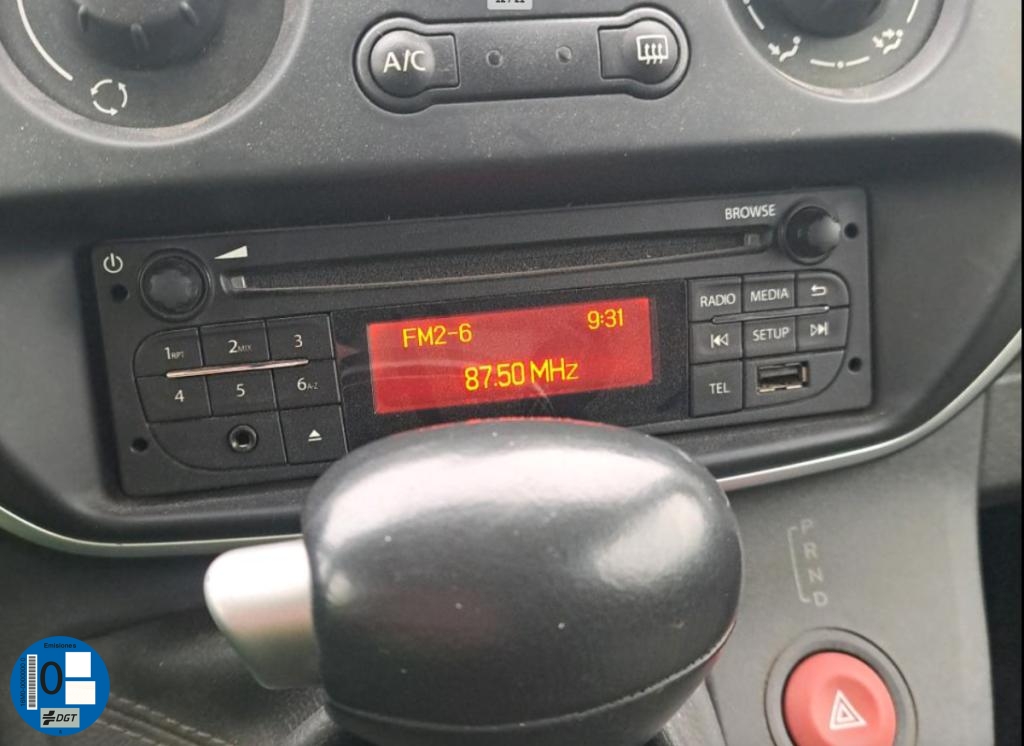 A/C
BROWSE
FM2-6 9:31
87.50 MHz
1RPT 2MIX 3
4 5 6A-Z
RADIO MEDIA
SETUP
TEL
P
R
N
D
Emisiones
0
DGT